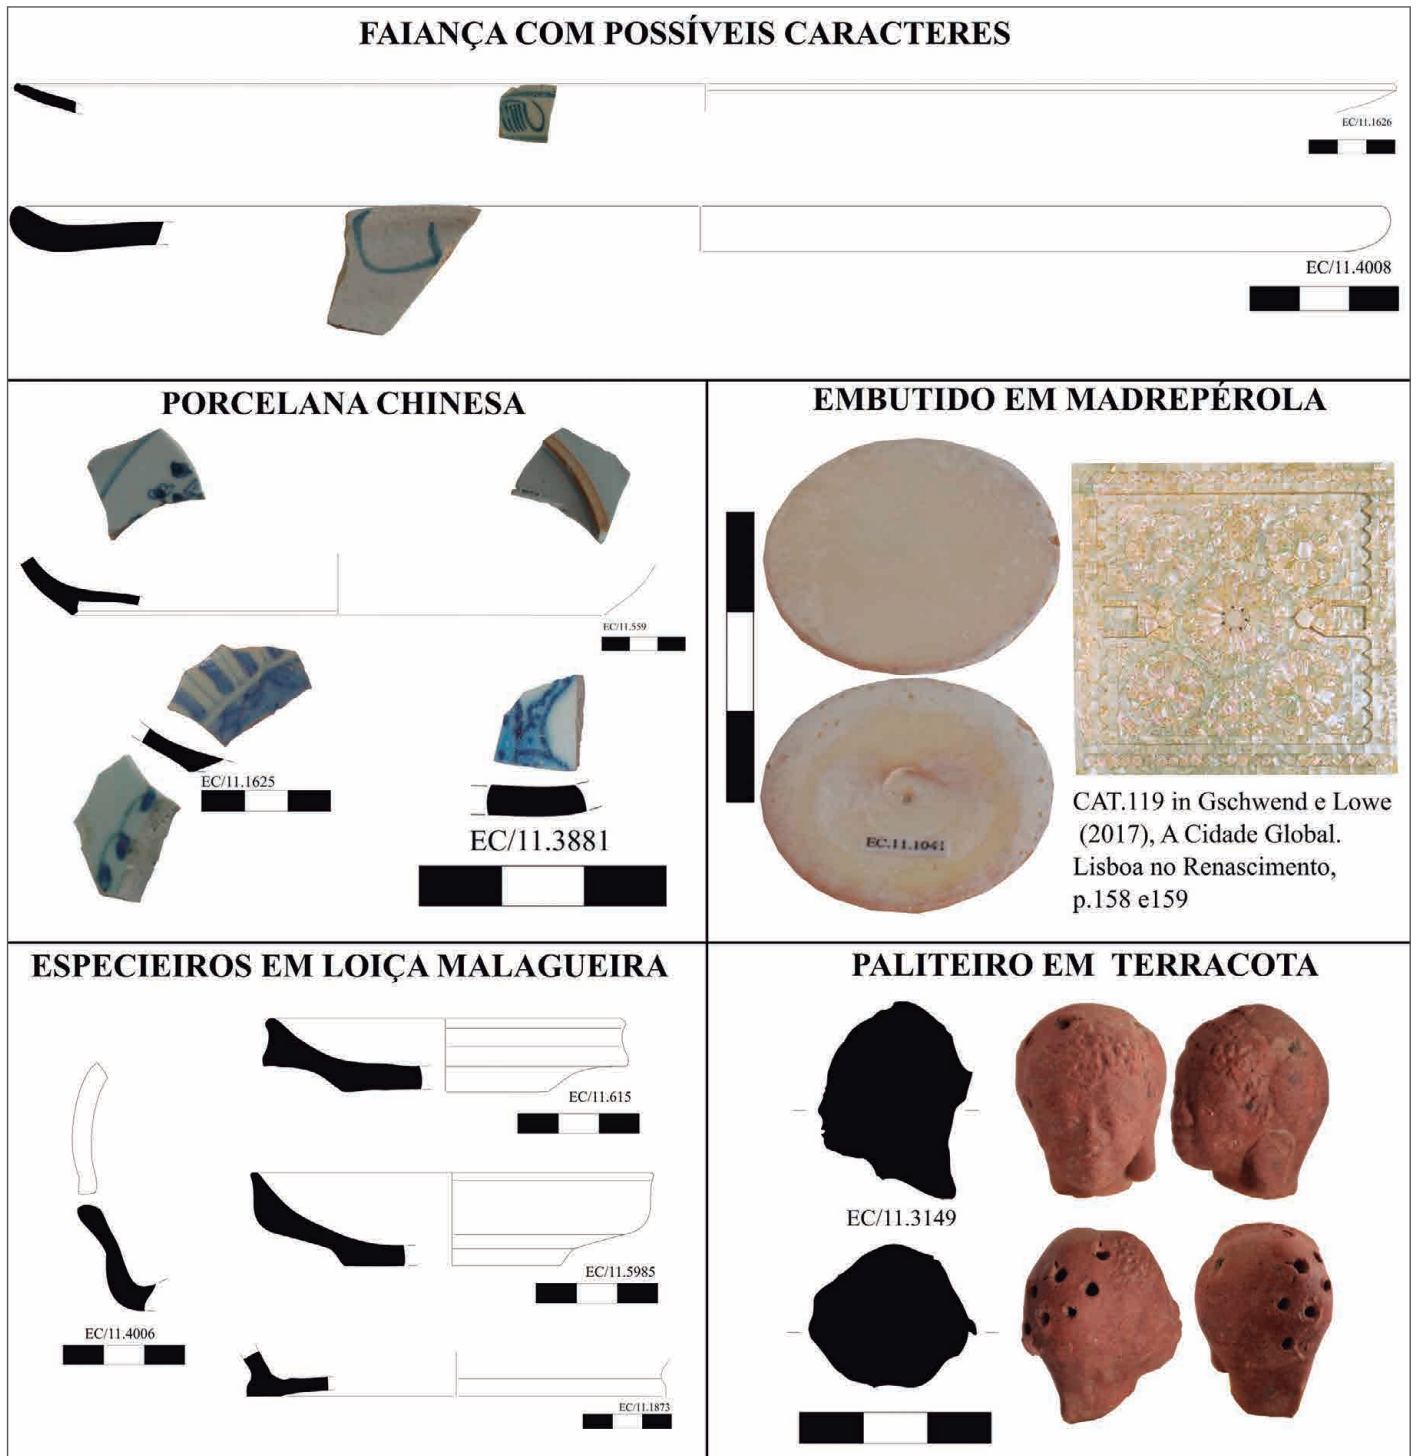 FAIANÇA COM POSSÍVEIS CARACTERES
EC/11.1626
EC/11.4008
PORCELANA CHINESA
EC/11.559
EC/11.1625
EC/11.3881
EMBUTIDO EM MADREPÉROLA
EC.11.1041
CAT.119 in Gschwend e Lowe
(2017), A Cidade Global.
Lisboa no Renascimento,
p.158 e159
ESPECIEIROS EM LOIÇA MALAGUEIRA
EC/11.615
EC/11.5985
EC/11.4006
EC/11.1873
PALITEIRO EM TERRACOTA
EC/11.3149